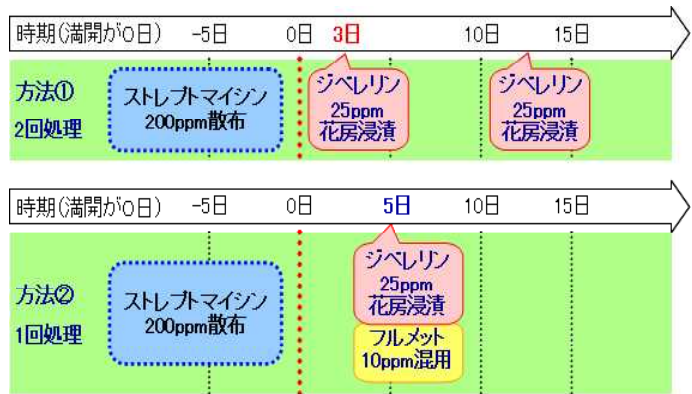 時期(満開が0日) -5日 0日 3日 10日 15日
方法①
2回処理
ストレプトマイシン
200ppm散布
ジベレリン
25ppm
花房浸漬
ジベレリン
25ppm
花房浸漬
時期(満開が0日) -5日 0日 5日 10日 15日
方法②
1回処理
ストレプトマイシン
200ppm散布
ジベレリン
25ppm
花房浸漬
フルメット
10ppm混用